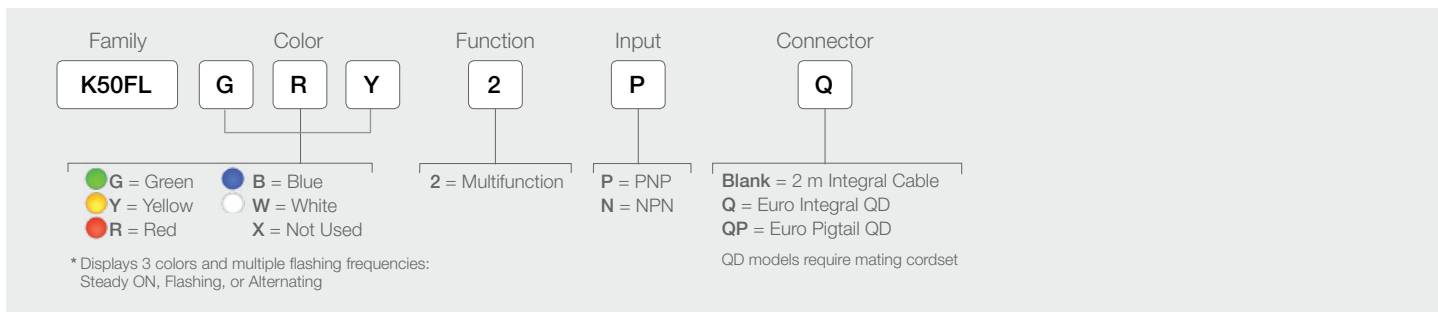 Family Color Function Input Connector
K50FL G R Y 2 P Q
G = Green B = Blue 2 = Multifunction P = PNP Blank = 2 m Integral Cable
Y = Yellow W = White N = NPN Q = Euro Integral QD
R = Red X = Not Used QP = Euro Pigtail QD
* Displays 3 colors and multiple flashing frequencies: QD models require mating cordset
Steady ON, Flashing, or Alternating